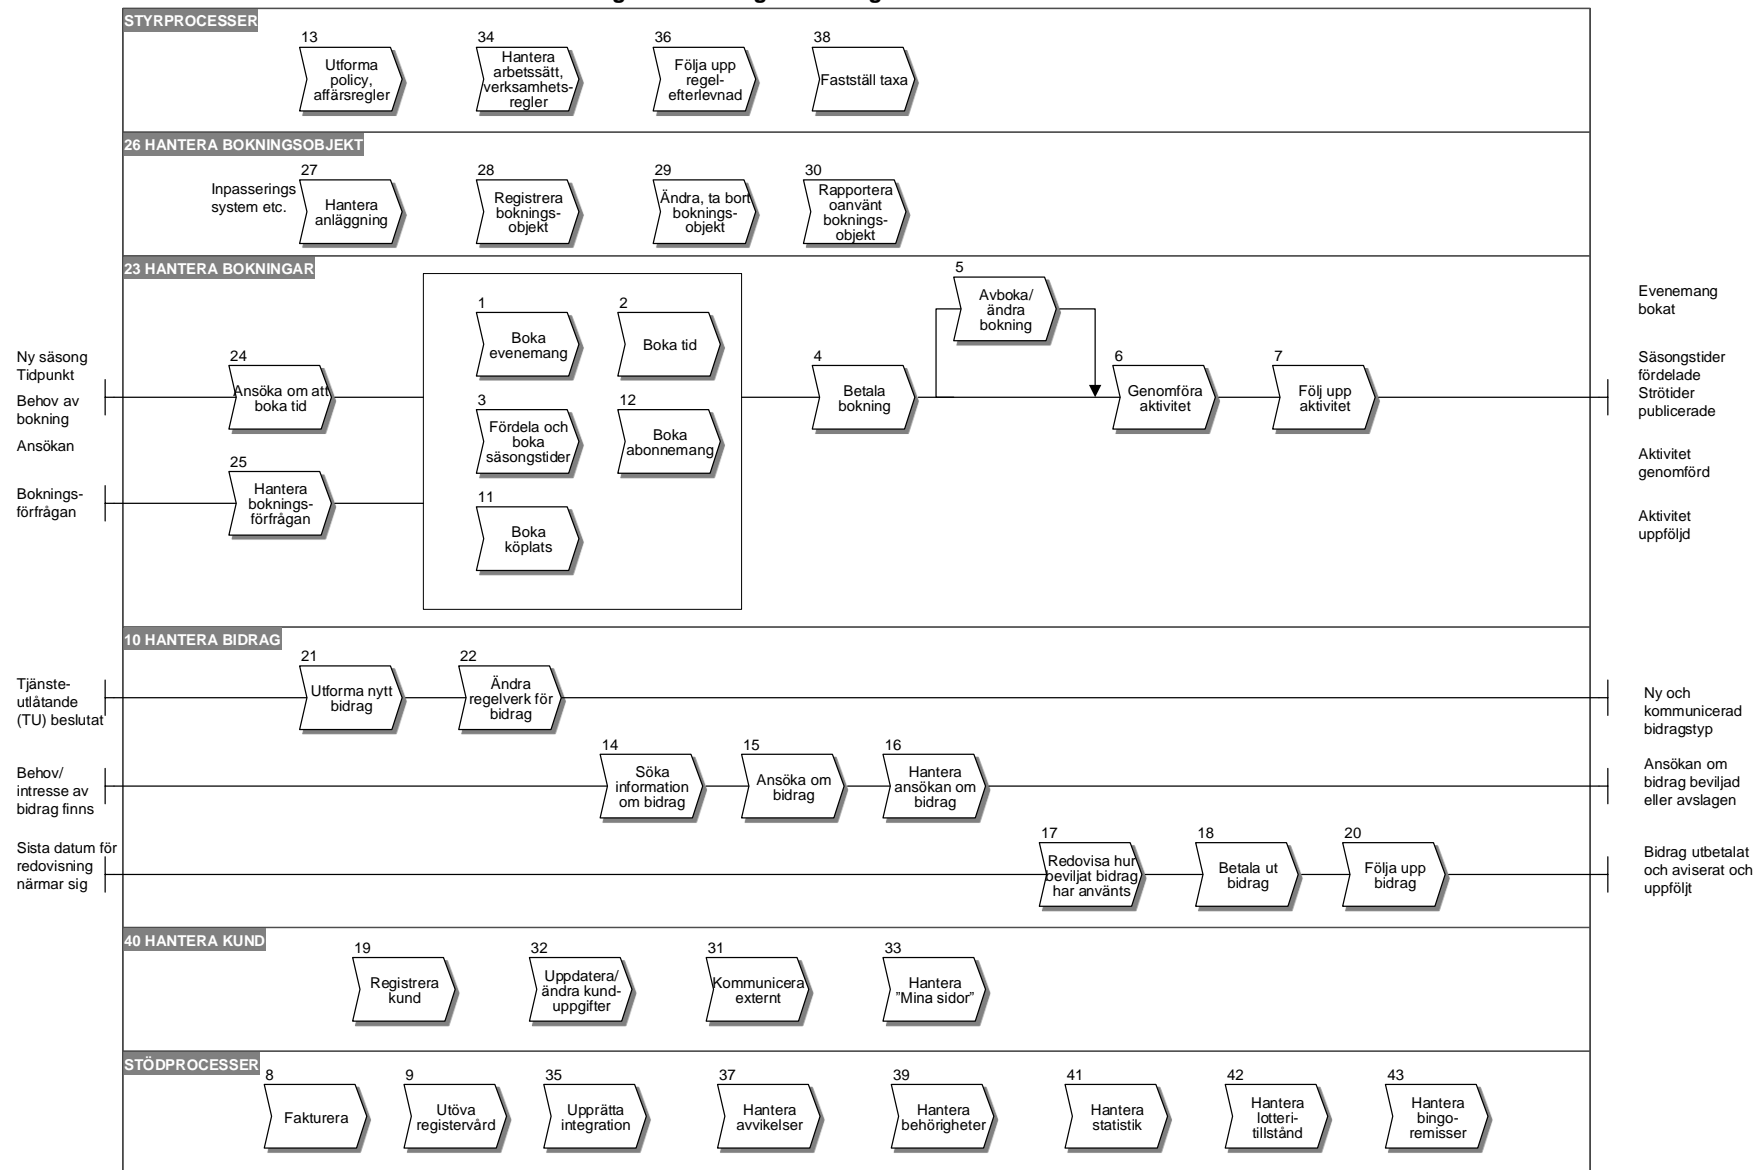 STYRPROCESSER
13
Utforma
policy,
affärsregler
34
Hantera
arbetssätt,
verksamhets-
regler
36
Följa upp
regel-
efterlevnad
38
Fastställ taxa
26 HANTERA BOKNINGSOBJEKT
Inpasserings
system etc.
27
Hantera
anläggning
28
Registrera
boknings-
objekt
29
Ändra, ta bort
boknings-
objekt
30
Rapportera
oanvänt
boknings-
objekt
23 HANTERA BOKNINGAR
Ny säsong
Tidpunkt
Behov av
bokning
Ansökan
Boknings-
förfrågan
24
Ansöka om att
boka tid
25
Hantera
boknings-
förfrågan
1
Boka
evenemang
2
Boka tid
3
Fördela och
boka
säsongstider
12
Boka
abonnemang
11
Boka
köplats
4
Betala
bokning
5
Avboka/
ändra
bokning
6
Genomföra
aktivitet
7
Följ upp
aktivitet
Evenemang
bokat
Säsongstider
fördelade
Strötider
publicerade
Aktivitet
genomförd
Aktivitet
uppföljd
10 HANTERA BIDRAG
Tjänste-
utlåtande
(TU) beslutat
21
Utforma nytt
bidrag
22
Ändra
regelverk för
bidrag
Ny och
kommunicerad
bidragstyp
Behov/
intresse av
bidrag finns
14
Söka
information
om bidrag
15
Ansöka om
bidrag
16
Hantera
ansökan om
bidrag
Ansökan om
bidrag beviljad
eller avslagen
Sista datum för
redovisning
närmar sig
17
Redovisa hur
beviljat bidrag
har använts
18
Betala ut
bidrag
20
Följa upp
bidrag
Bidrag utbetalat
och aviserat och
uppföljt
40 HANTERA KUND
19
Registrera
kund
32
Uppdatera/
ändra kund-
uppgifter
31
Kommunicera
externt
33
Hantera
”Mina sidor”
STÖDPROCESSER
8
Fakturera
9
Utöva
registervård
35
Upprätta
integration
37
Hantera
avvikelser
39
Hantera
behörigheter
41
Hantera
statistik
42
Hantera
lotteri-
tillstånd
43
Hantera
bingo-
remisser